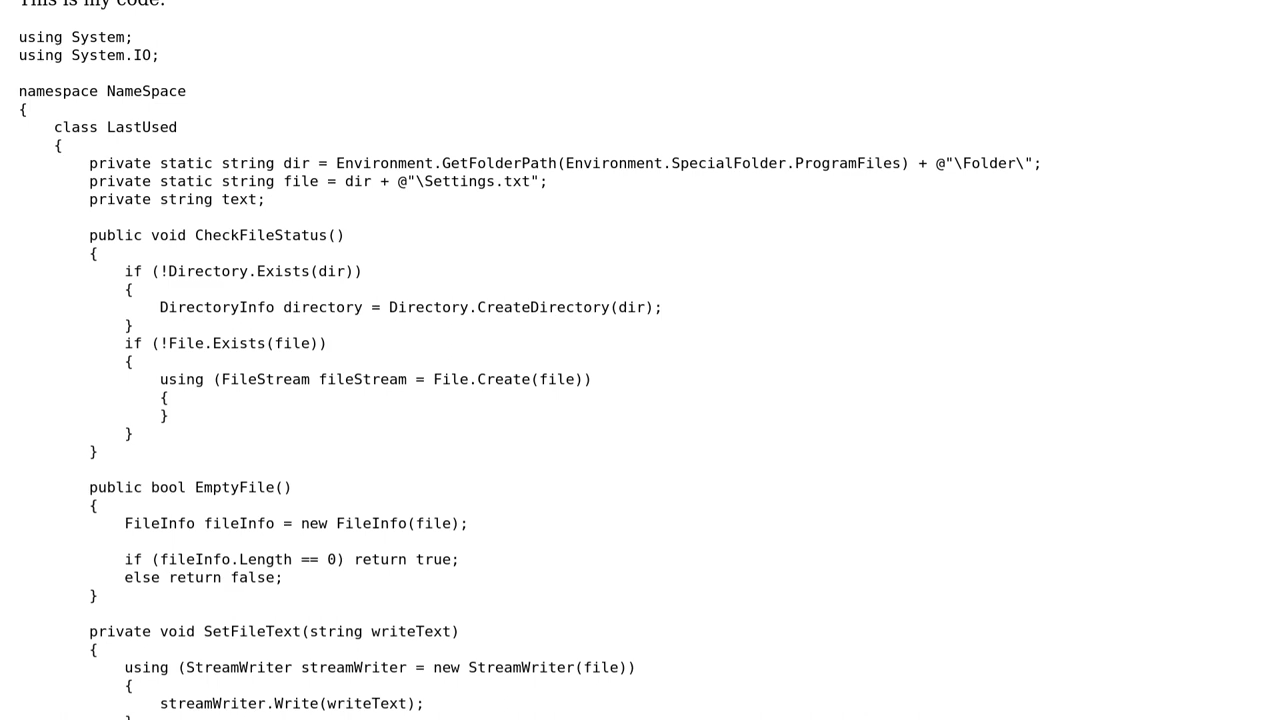 This is my code:
using System;
using System.IO;

namespace NameSpace
{
    class LastUsed
    {
        private static string dir = Environment.GetFolderPath(Environment.SpecialFolder.ProgramFiles) + @"\Folder\";
        private static string file = dir + @"\Settings.txt";
        private string text;

        public void CheckFileStatus()
        {
            if (!Directory.Exists(dir))
            {
                DirectoryInfo directory = Directory.CreateDirectory(dir);
            }
            if (!File.Exists(file))
            {
                using (FileStream fileStream = File.Create(file))
                {
                }
            }
        }

        public bool EmptyFile()
        {
            FileInfo fileInfo = new FileInfo(file);

            if (fileInfo.Length == 0) return true;
            else return false;
        }

        private void SetFileText(string writeText)
        {
            using (StreamWriter streamWriter = new StreamWriter(file))
            {
                streamWriter.Write(writeText);
            }